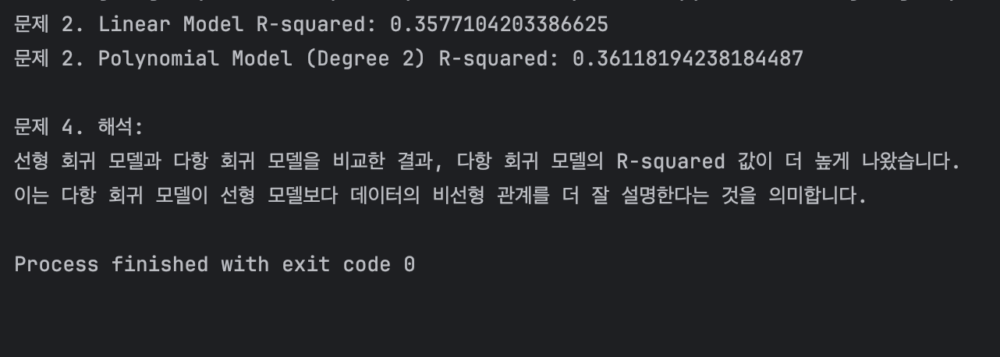 문제 2. Linear Model R-squared: 0.3577104203386625
문제 2. Polynomial Model (Degree 2) R-squared: 0.36118194238184487
문제 4. 해석:
선형 회귀 모델과 다항 회귀 모델을 비교한 결과, 다항 회귀 모델의 R-squared 값이 더 높게 나왔습니다.
이는 다항 회귀 모델이 선형 모델보다 데이터의 비선형 관계를 더 잘 설명한다는 것을 의미합니다.
Process finished with exit code 0